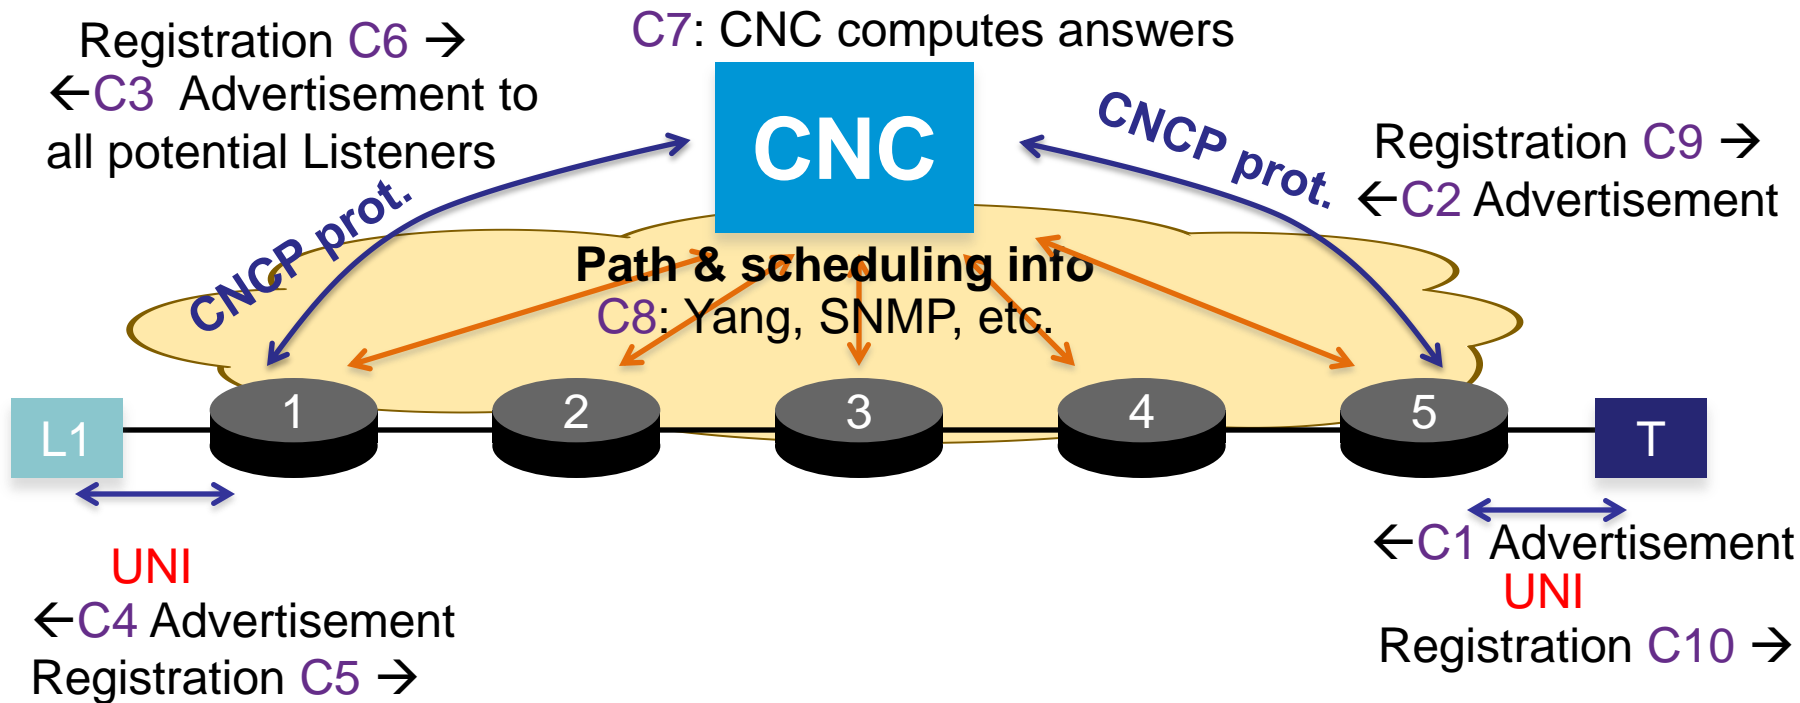 Registration C6 →
←C3 Advertisement to
all potential Listeners
C7: CNC computes answers
CNC
CNCP prot.
CNCP prot.
Registration C9 →
←C2 Advertisement
Path & scheduling info
C8: Yang, SNMP, etc.
L1
1
2
3
4
5
T
UNI
←C4 Advertisement
Registration C5 →
←C1 Advertisement
UNI
Registration C10 →